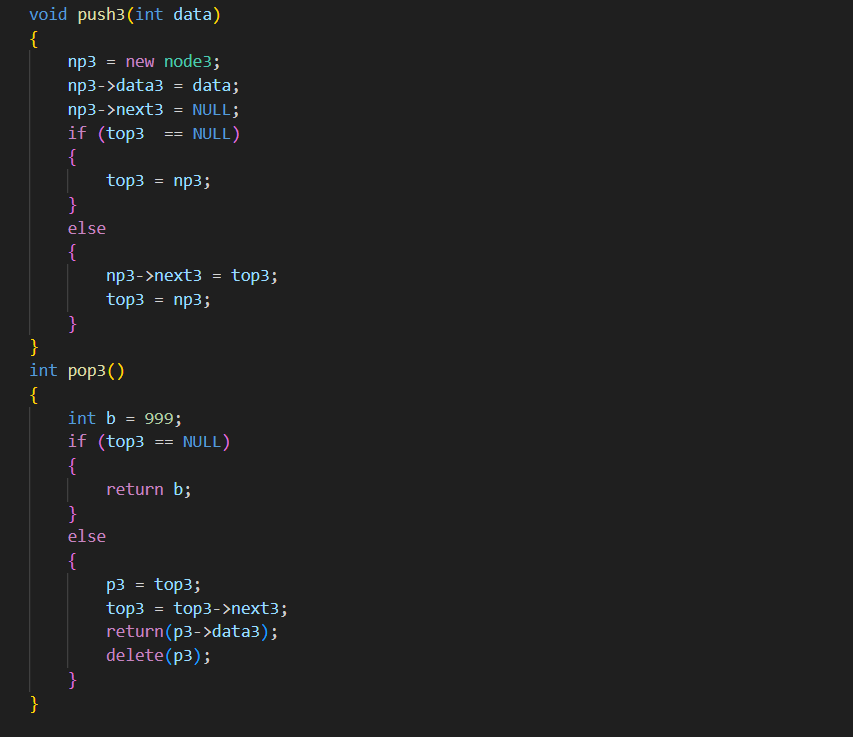 void push3(int data)
{
    np3 = new node3;
    np3->data3 = data;
    np3->next3 = NULL;
    if (top3  == NULL)
    {
        top3 = np3;
    }
    else
    {
        np3->next3 = top3;
        top3 = np3;
    }
}
int pop3()
{
    int b = 999;
    if (top3 == NULL)
    {
        return b;
    }
    else
    {
        p3 = top3;
        top3 = top3->next3;
        return(p3->data3);
        delete(p3);
    }
}